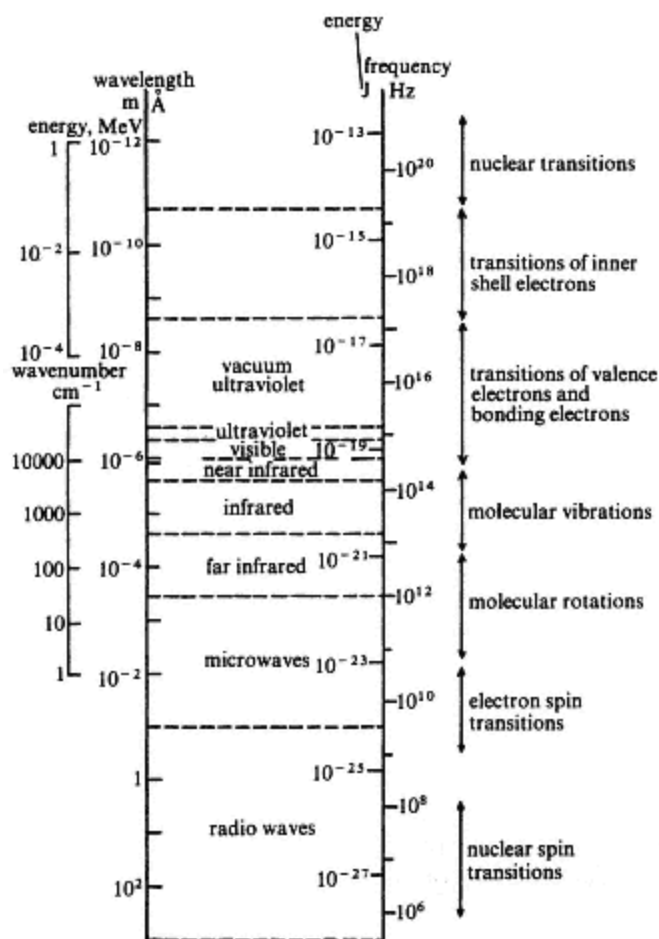 energy
wavelength
frequency
m Å
J Hz
energy, MeV
1
10⁻¹²
10⁻¹³
10²⁰
nuclear transitions
10⁻²
10⁻¹⁰
10⁻¹⁵
10¹⁸
transitions of inner
shell electrons
10⁻⁴
10⁻⁸
10⁻¹⁷
wavenumber
cm⁻¹
vacuum
ultraviolet
10¹⁶
transitions of valence
electrons and
bonding electrons
ultraviolet
visible
10⁻¹⁹
10000
10⁻⁶
near infrared
10¹⁴
1000
infrared
molecular vibrations
100
10⁻⁴
far infrared
10⁻²¹
10
10¹²
molecular rotations
1
10⁻²
microwaves
10⁻²³
10¹⁰
electron spin
transitions
1
10⁻²⁵
10⁸
radio waves
nuclear spin
transitions
10²
10⁻²⁷
10⁶